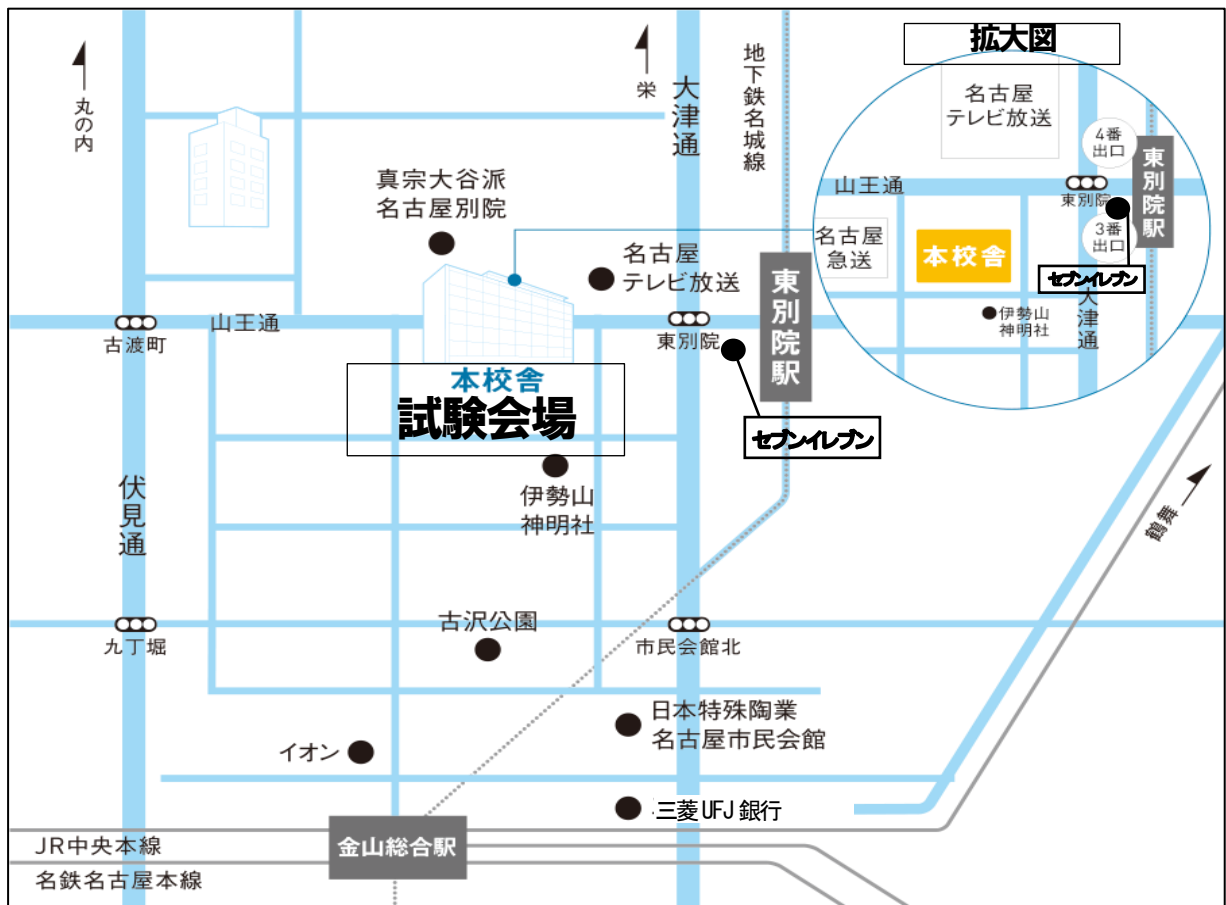 丸の内
栄
大津通
地下鉄名城線
拡大図
名古屋
テレビ放送
4番
出口
東別院駅
山王通
東別院
3番
出口
名古屋
急送
本校舎
セブンイレブン
伊勢山
神明社
大津通
真宗大谷派
名古屋別院
名古屋
テレビ放送
東別院駅
山王通
古渡町
東別院
本校舎
試験会場
セブンイレブン
伊勢山
神明社
伏見通
鶴舞
古沢公園
九丁堀
市民会館北
日本特殊陶業
名古屋市民会館
イオン
三菱UFJ銀行
金山総合駅
JR中央本線
名鉄名古屋本線